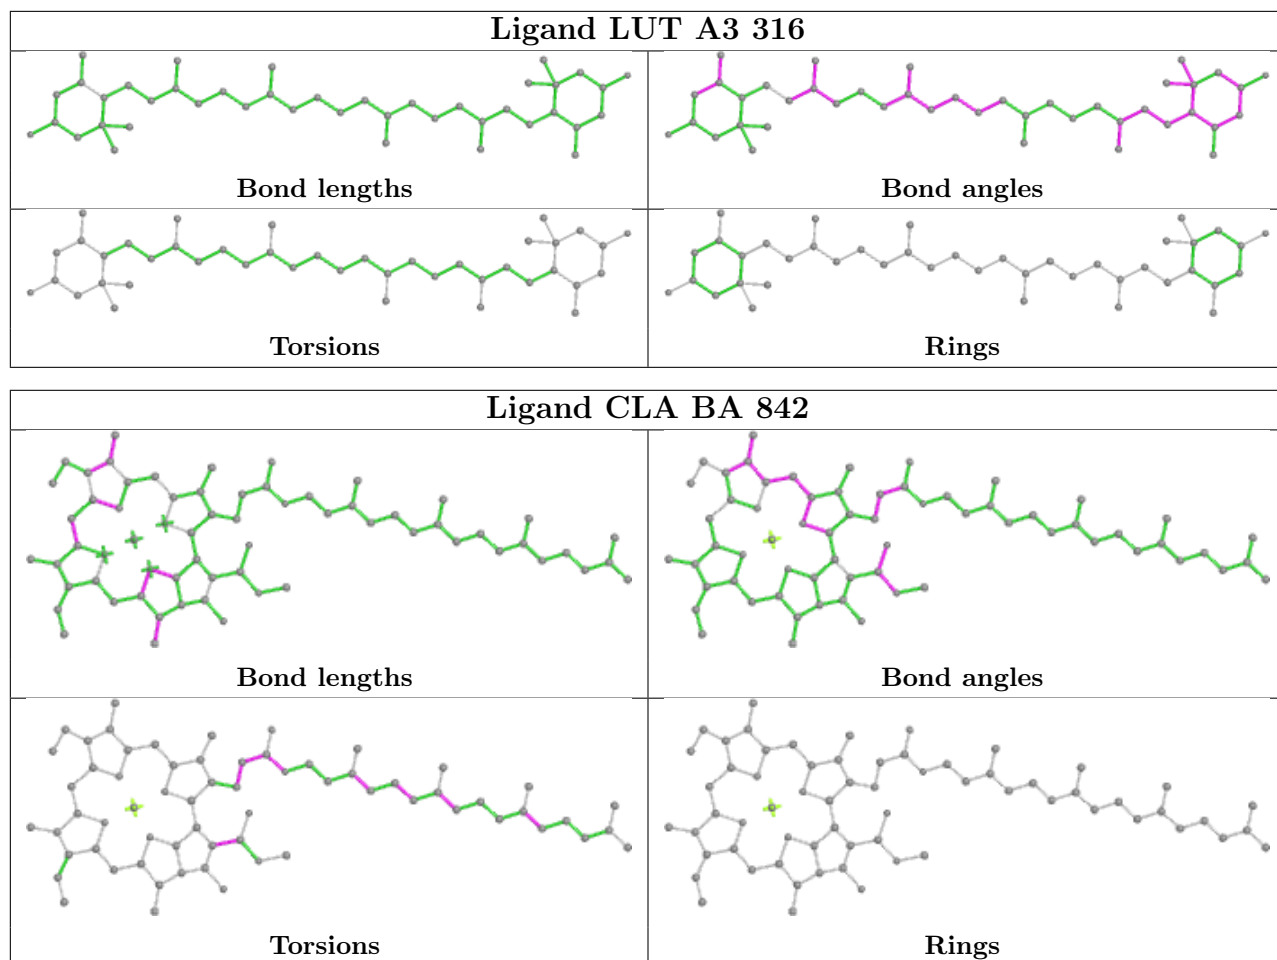 Ligand LUT A3 316
Bond lengths
Bond angles
Torsions
Rings
Ligand CLA BA 842
Bond lengths
Bond angles
Torsions
Rings